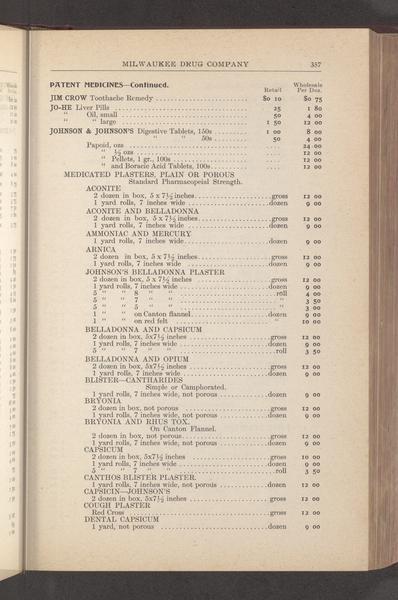 MILWAUKEE DRUG COMPANY 337
PATENT MEDICINES—Continued.
Retail Wholesale Per Doz.
JIM CROW Toothache Remedy $0 10 $0 75
JO-HE Liver Pills 25 1 80
" Oil, small 50 4 00
" " large 1 50 12 00
JOHNSON & JOHNSON'S Digestive Tablets, 150s 1 00 8 00
" " 50s 50 4 00
Papoid, ozs 24 00
" ½ ozs 12 00
" Pellets, 1 gr., 100s 12 00
" and Boracic Acid Tablets, 100s 12 00
MEDICATED PLASTERS, PLAIN OR POROUS
Standard Pharmacopeial Strength.
ACONITE
2 dozen in box, 5 x 7½ inches gross 12 00
1 yard rolls, 7 inches wide dozen 9 00
ACONITE AND BELLADONNA
2 dozen in box, 5 x 7½ inches gross 12 00
1 yard rolls, 7 inches wide dozen 9 00
AMMONIAC AND MERCURY
1 yard rolls, 7 inches wide dozen 9 00
ARNICA
2 dozen in box, 5 x 7½ inches gross 12 00
1 yard rolls, 7 inches wide dozen 9 00
JOHNSON'S BELLADONNA PLASTER
2 dozen in box, 5 x 7½ inches gross 12 00
1 yard rolls, 7 inches wide dozen 9 00
5 " " 8 " " roll 4 00
5 " " 7 " " " 3 50
5 " " 5 " " " 3 00
1 " " on Canton flannel dozen 9 00
1 " " on red felt " 10 00
BELLADONNA AND CAPSICUM
2 dozen in box, 5x7½ inches gross 12 00
1 yard rolls, 7 inches wide dozen 9 00
5 " " 7 " " roll 3 50
BELLADONNA AND OPIUM
2 dozen in box, 5x7½ inches gross 12 00
1 yard rolls, 7 inches wide dozen 9 00
BLISTER—CANTHARIDES
Simple or Camphorated.
1 yard rolls, 7 inches wide, not porous dozen 9 00
BRYONIA
2 dozen in box, not porous gross 12 00
1 yard rolls, 7 inches wide, not porous dozen 9 00
BRYONIA AND RHUS TOX.
On Canton Flannel.
2 dozen in box, not porous gross 12 00
1 yard rolls, 7 inches wide, not porous dozen 9 00
CAPSICUM
2 dozen in box, 5x7½ inches gross 10 00
1 yard rolls, 7 inches wide dozen 9 00
5 " " 7 " " roll 3 50
CANTHOS BLISTER PLASTER.
1 yard rolls, 7 inches wide, not porous dozen 12 00
CAPSICIN—JOHNSON'S
2 dozen in box, 5x7½ inches gross 12 00
COUGH PLASTER
Red Cross gross 12 00
DENTAL CAPSICUM
1 yard, not porous dozen 9 00